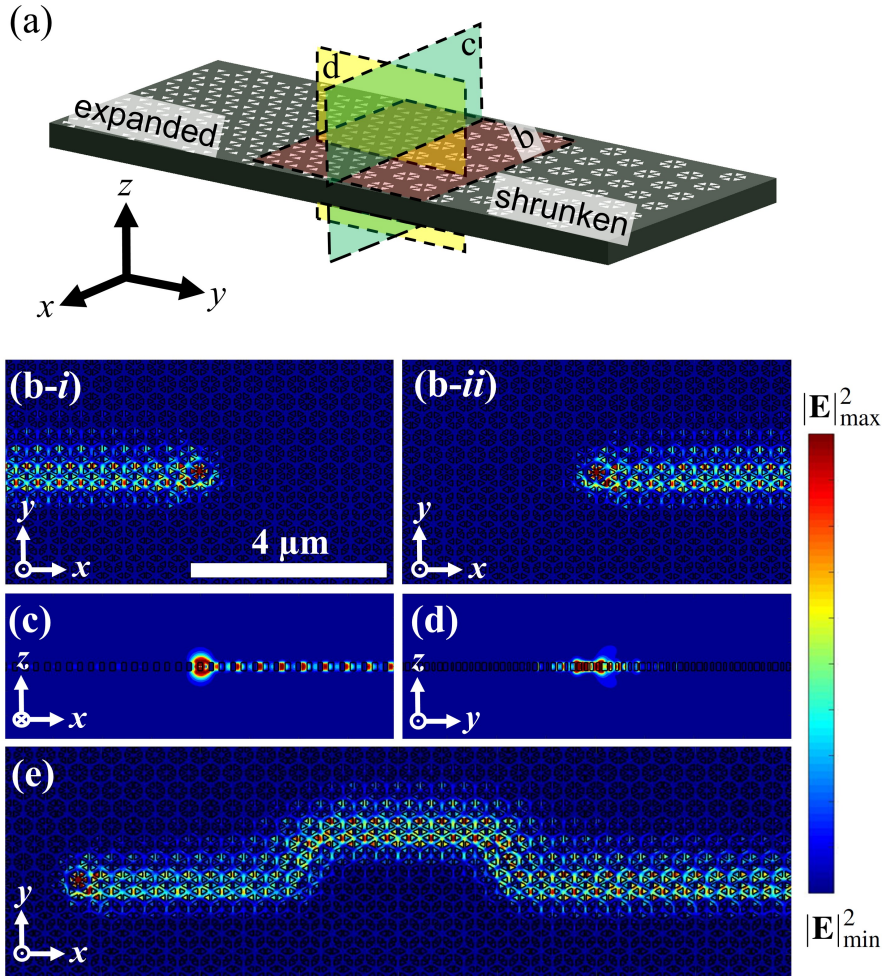 (a)
c
d
expanded
b
shrunken
z
x
y
(b-i)
(b-ii)
|E|²max
y
x
4 µm
y
x
(c)
z
x
(d)
z
y
(e)
y
x
|E|²min